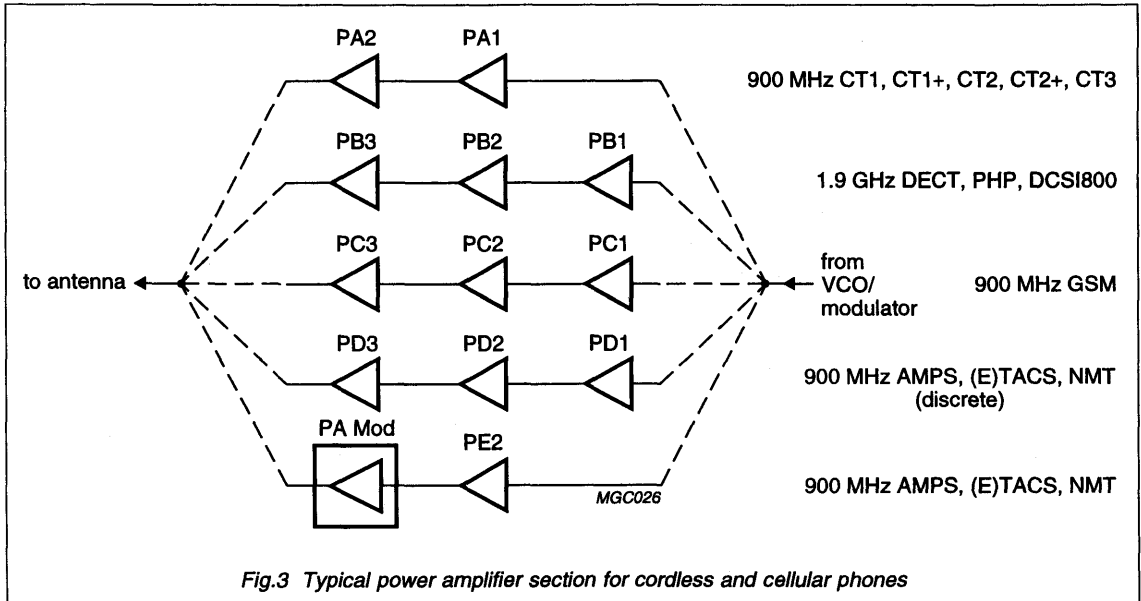 PA2 PA1
900 MHz CT1, CT1+, CT2, CT2+, CT3
PB3 PB2 PB1
1.9 GHz DECT, PHP, DCSI800
PC3 PC2 PC1
to antenna
from
VCO/
modulator
900 MHz GSM
PD3 PD2 PD1
900 MHz AMPS, (E)TACS, NMT
(discrete)
PA Mod
PE2
MGC026
900 MHz AMPS, (E)TACS, NMT
Fig.3 Typical power amplifier section for cordless and cellular phones